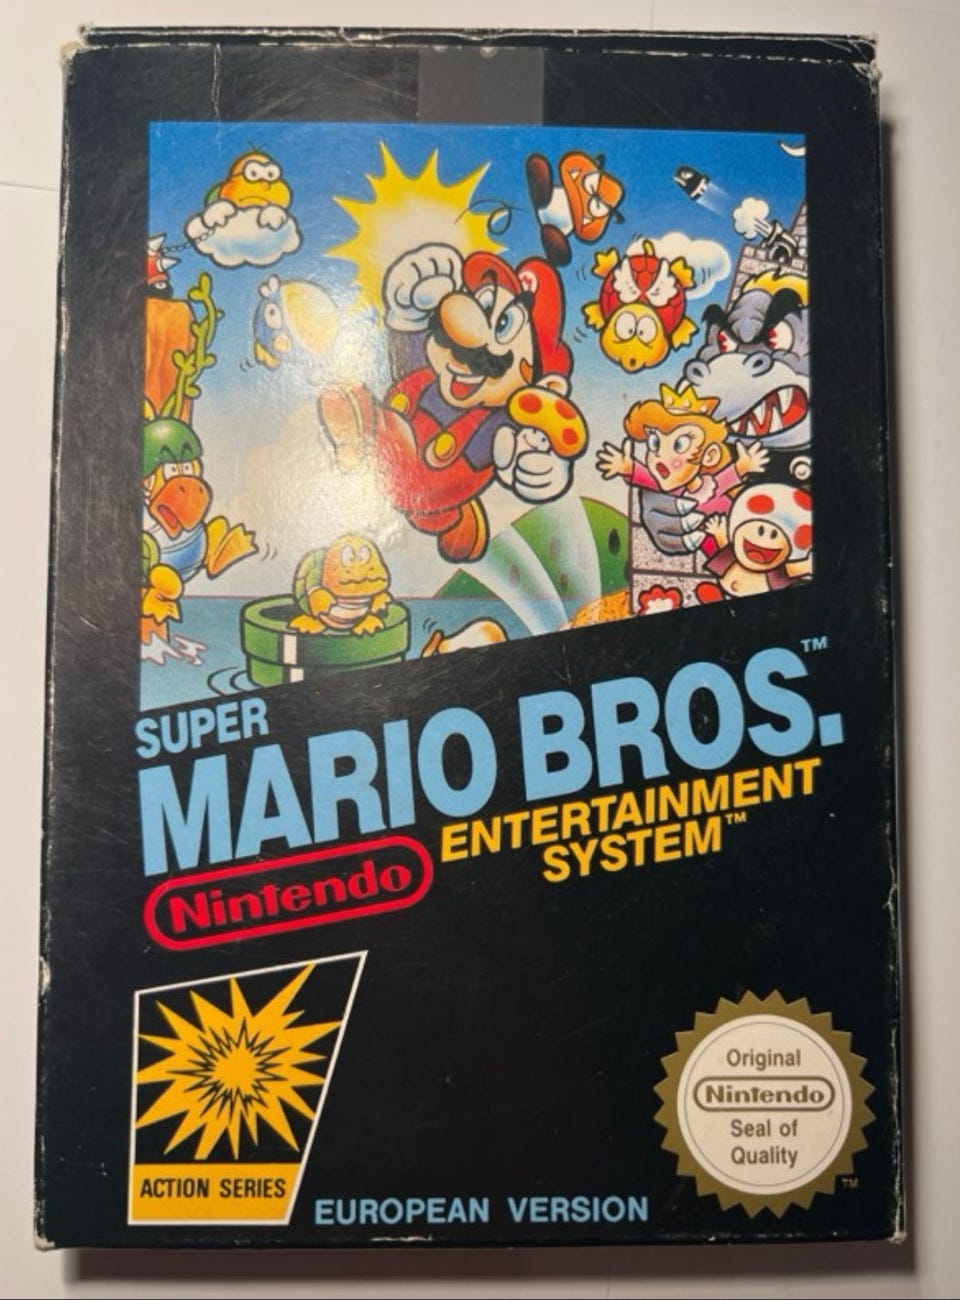 SUPER
MARIO BROS.™
ENTERTAINMENT
SYSTEM™
Nintendo
ACTION SERIES
EUROPEAN VERSION
Original
Nintendo
Seal of
Quality
TM
M